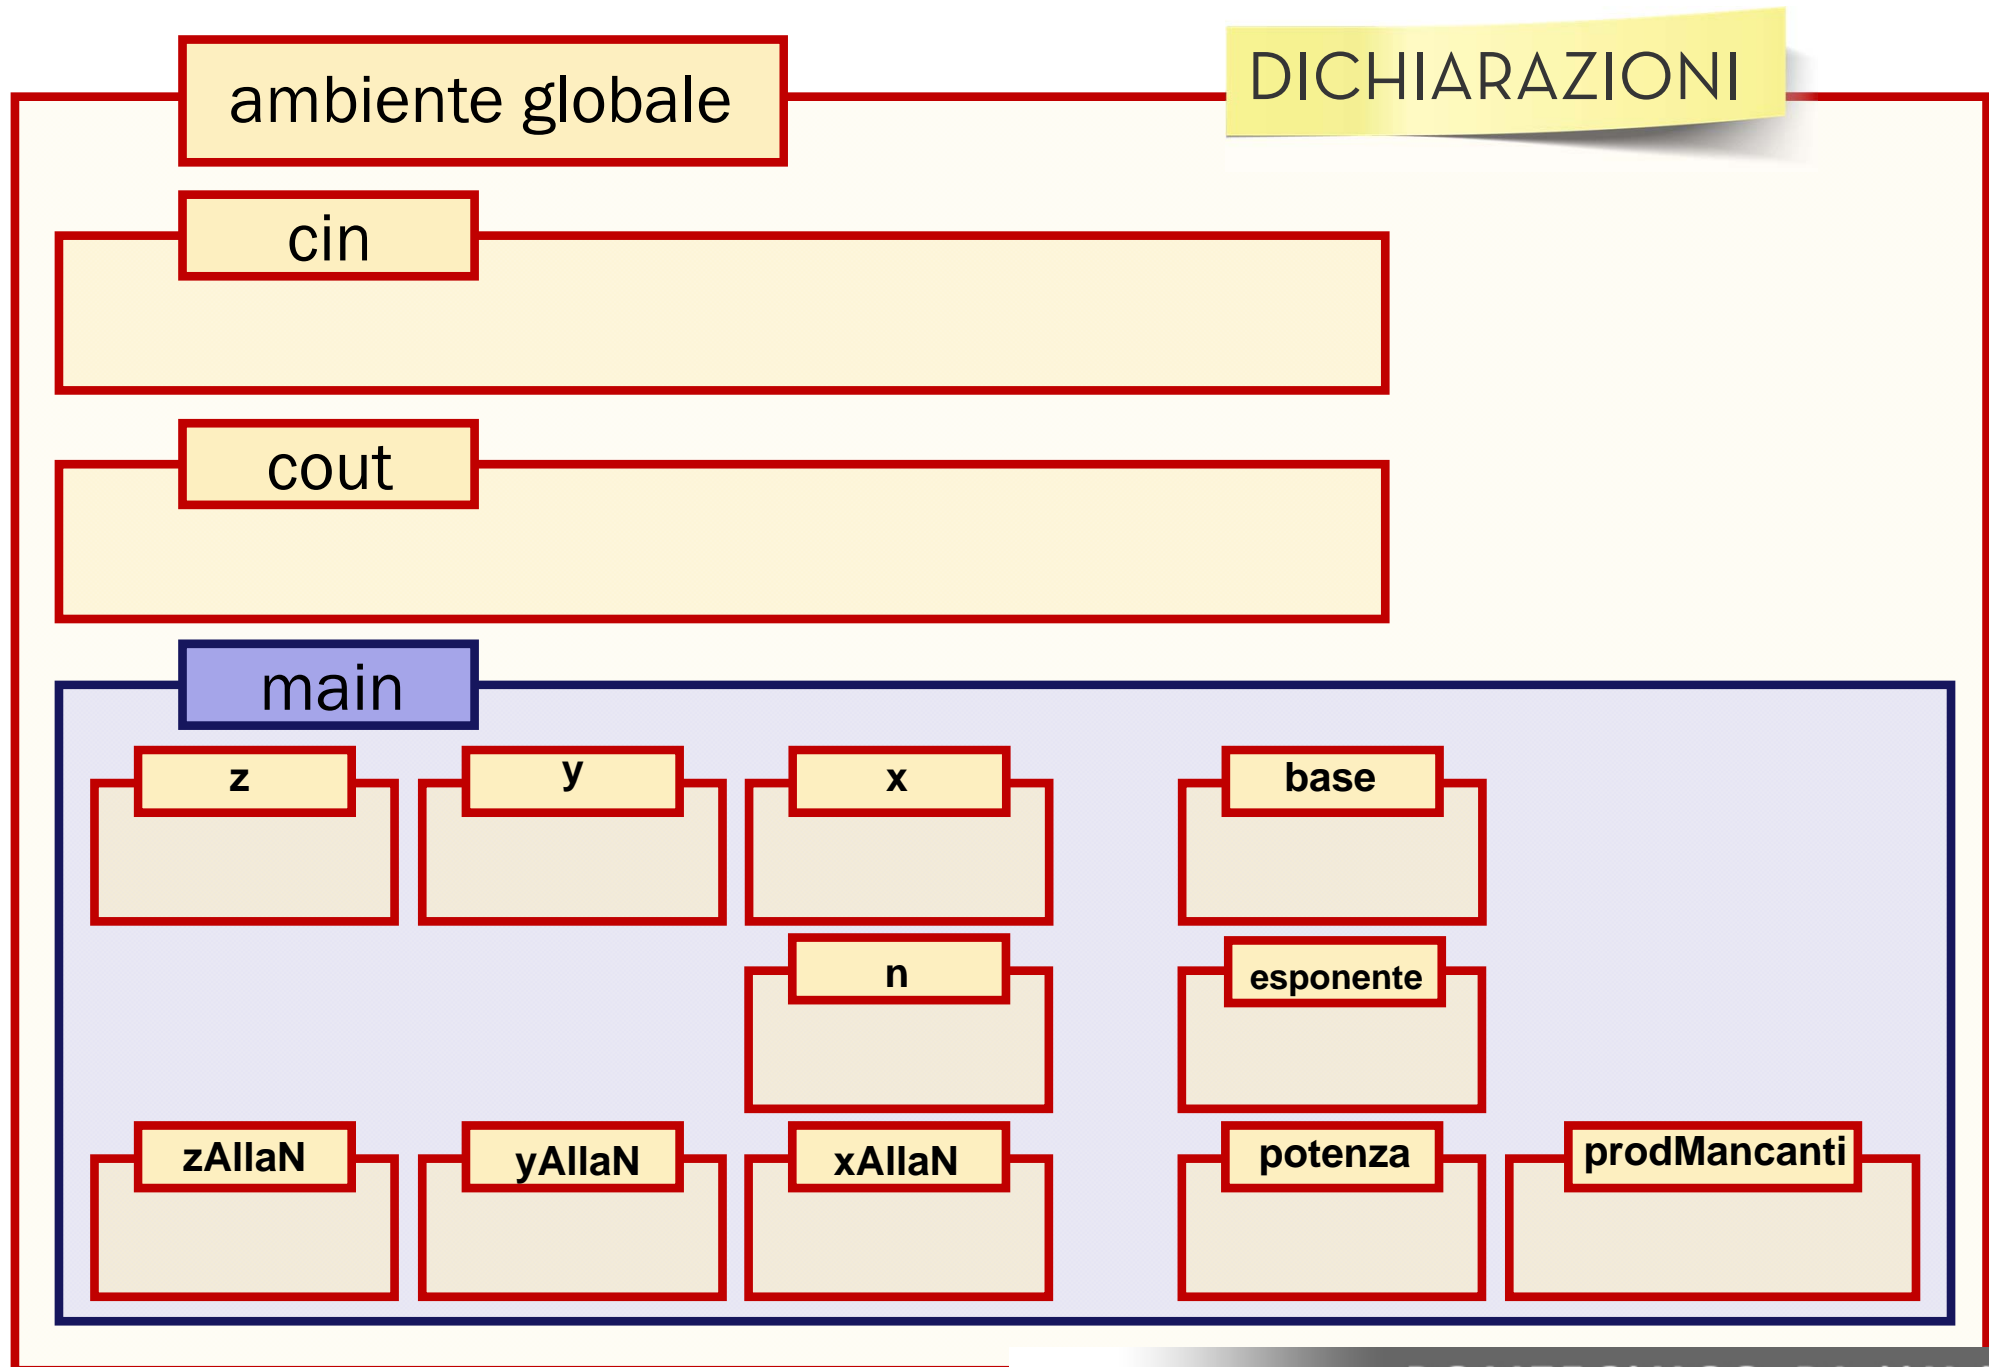 ambiente globale
DICHIARAZIONI
cin
cout
main
z
y
x
base
n
esponente
zAllaN
yAllaN
xAllaN
potenza
prodMancanti